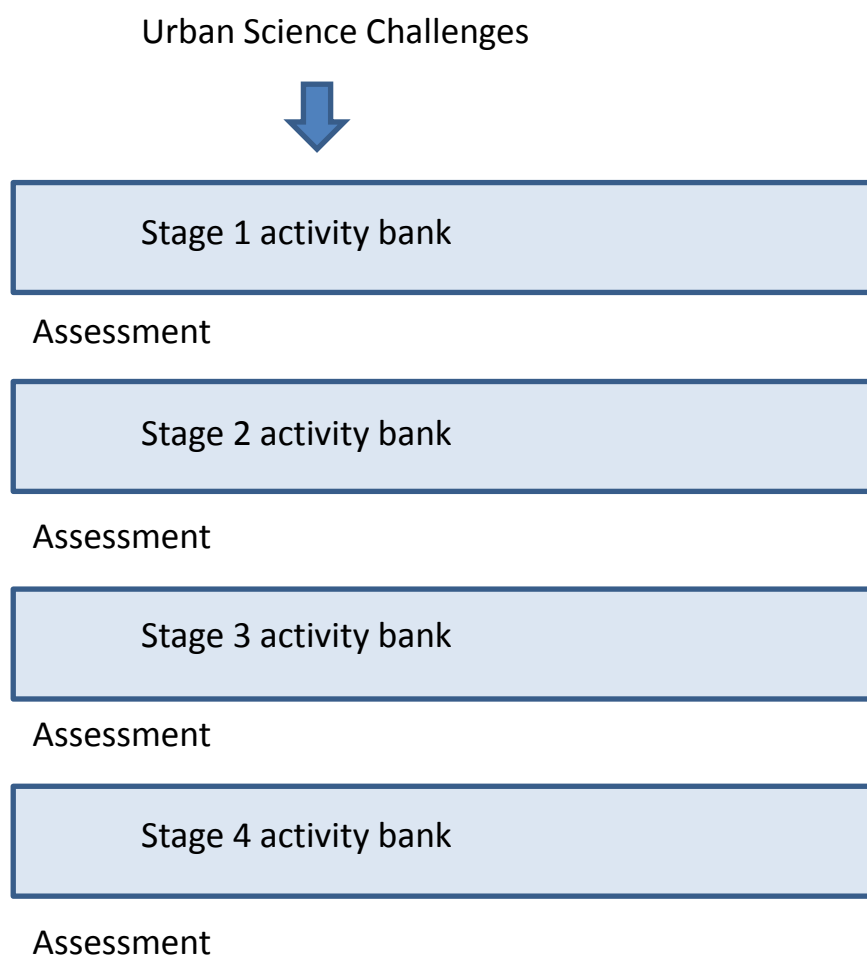 Urban Science Challenges
Stage 1 activity bank
Assessment
Stage 2 activity bank
Assessment
Stage 3 activity bank
Assessment
Stage 4 activity bank
Assessment